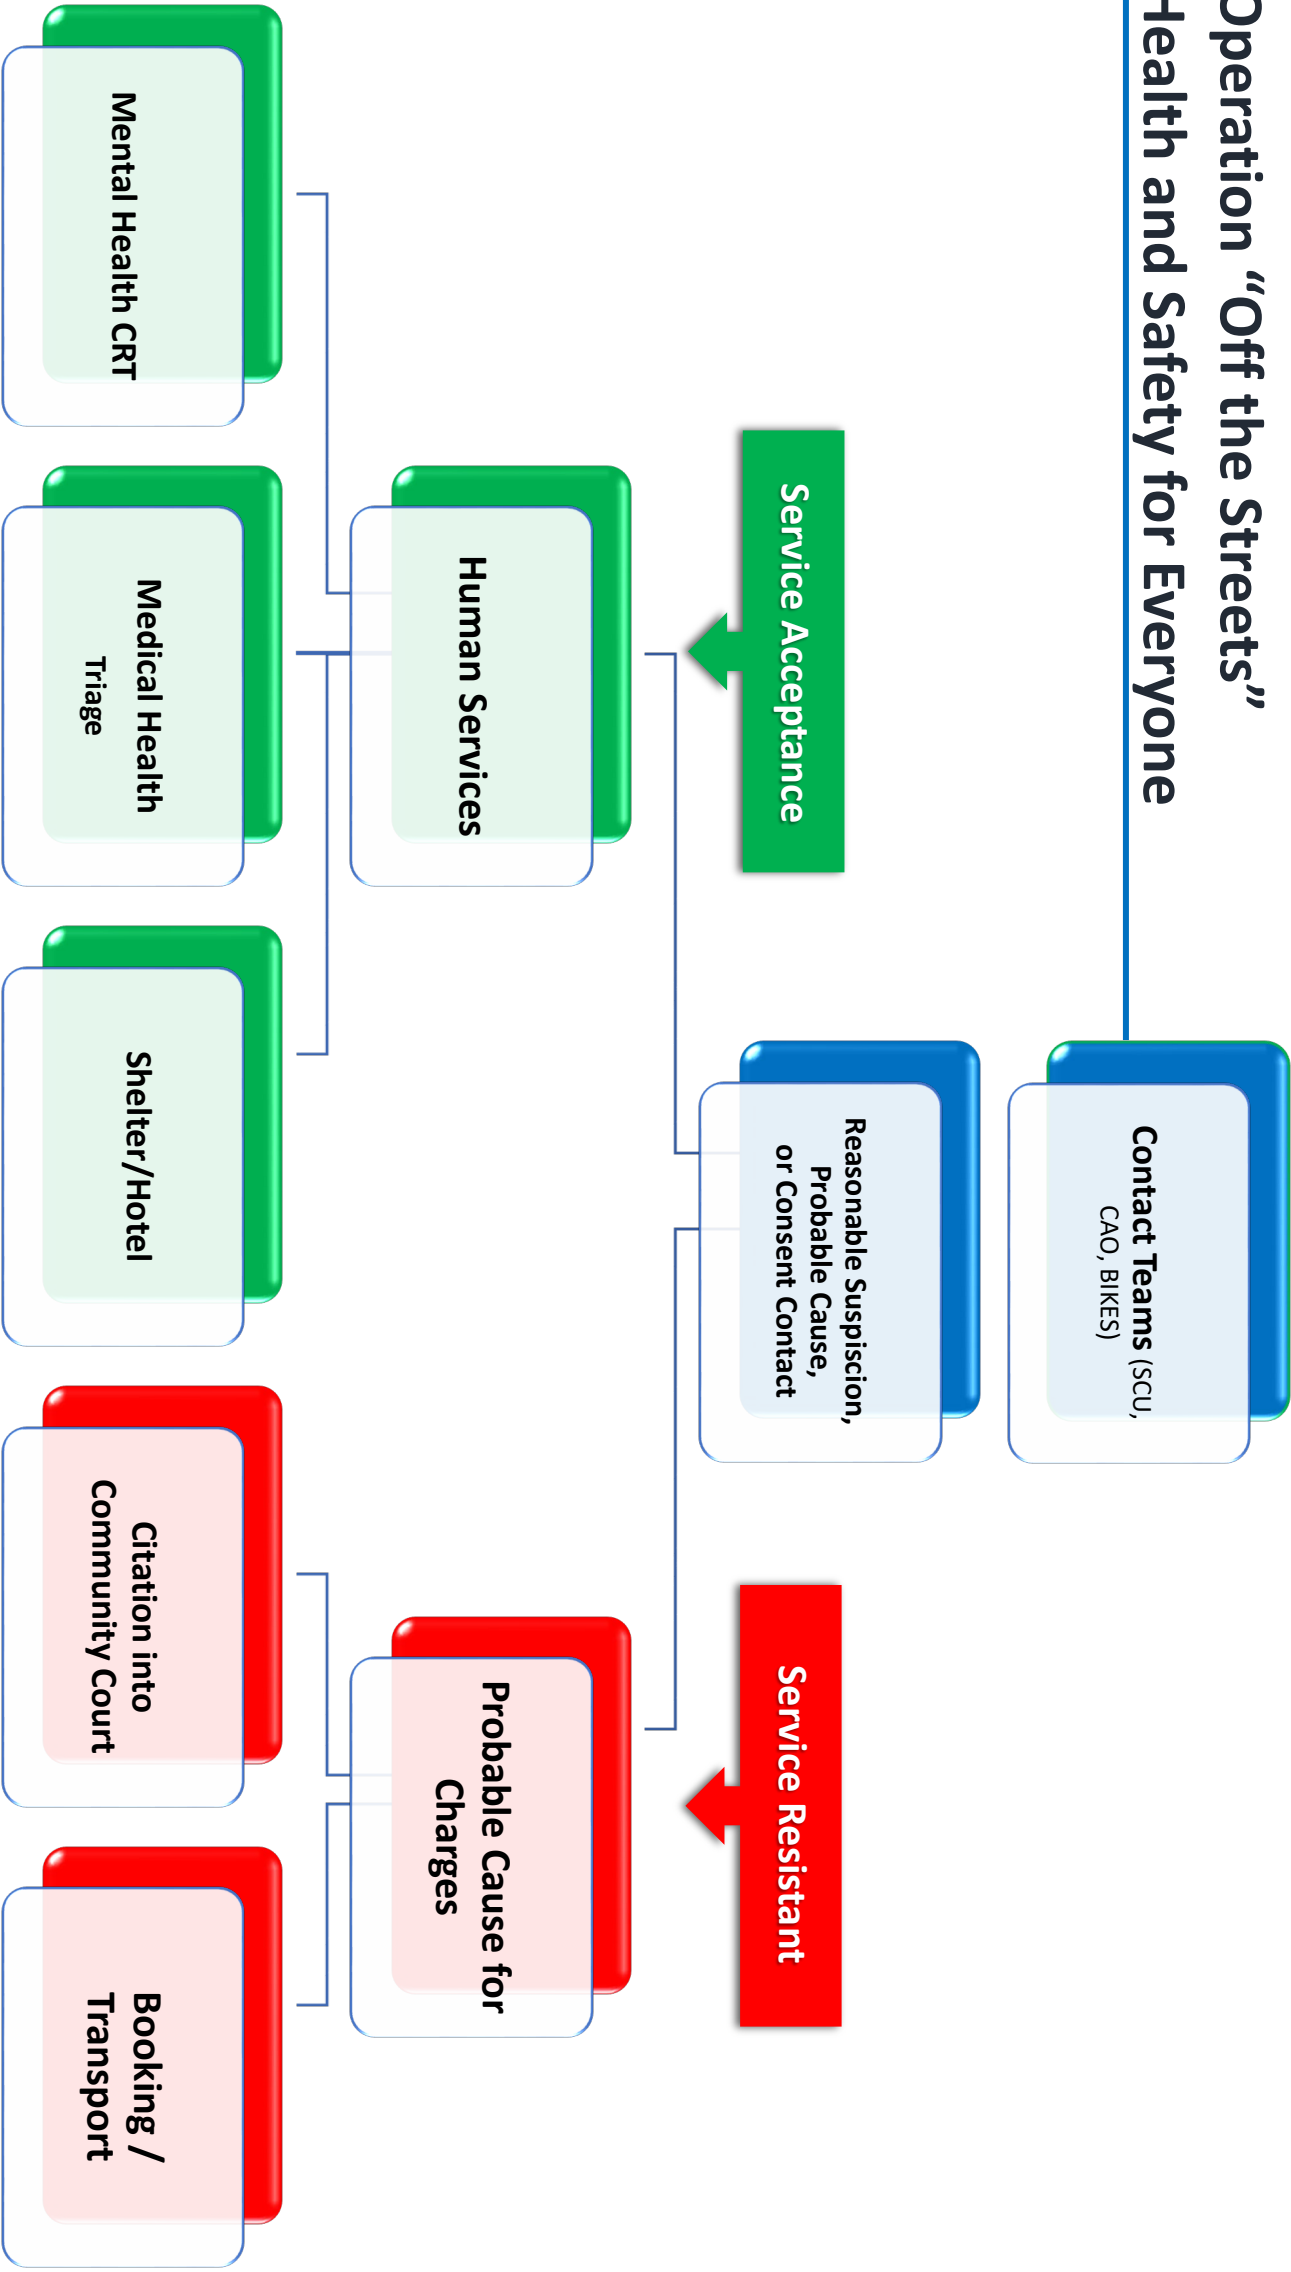 Operation “Off the Streets”
Health and Safety for Everyone
Contact Teams (SCU,
CAO, BIKES)
Reasonable Suspiscion,
Probable Cause,
or Consent Contact
Service Acceptance
Service Resistant
Human Services
Probable Cause for
Charges
Mental Health CRT
Medical Health
Triage
Shelter/Hotel
Citation into
Community Court
Booking /
Transport